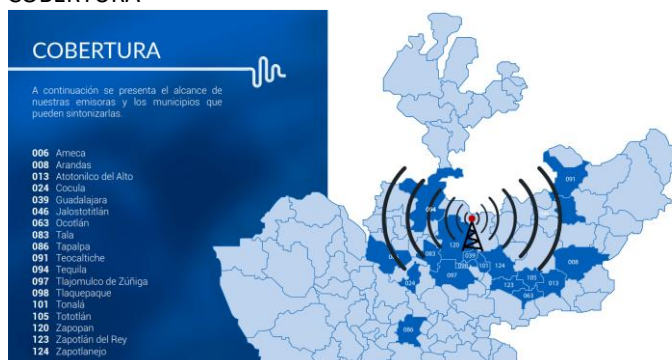 COBERTURA
COBERTURA
A continuación se presenta el alcance de
nuestras emisoras y los municipios que
pueden sintonizarlas.
006 Ameca
008 Arandas
013 Atotonilco del Alto
024 Cocula
039 Guadalajara
046 Jalostotitlán
063 Ocotlán
083 Tala
086 Tapalpa
091 Teocaltiche
094 Tequila
097 Tlajomulco de Zúñiga
098 Tlaquepaque
101 Tonalá
105 Tototlán
120 Zapopan
123 Zapotlán del Rey
124 Zapotlanejo
091
094
120
083
039
098
101
124
008
097
105
013
123
024
063
086